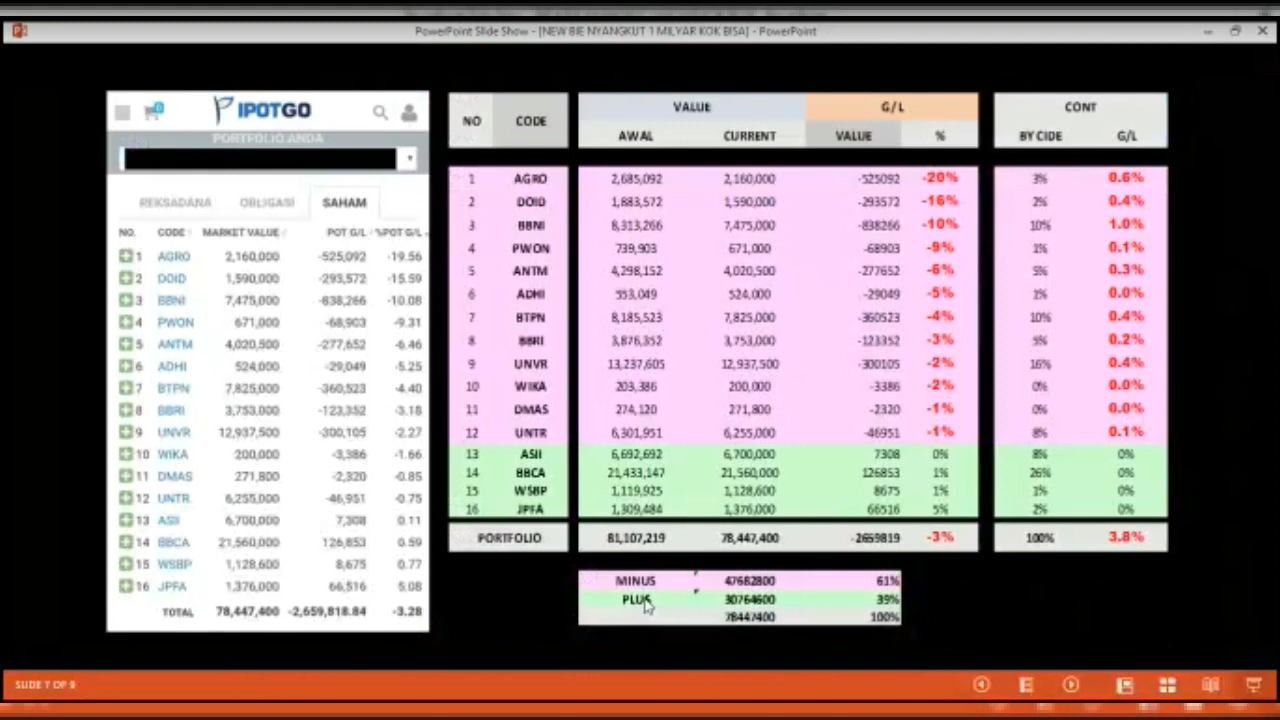 PowerPoint Slide Show - [NEW BIE NYANGKUT 1 MILYAR KOK BISA] - PowerPoint
IPOTGO
PORTFOLIO ANDA
REKSADANA OBLIGASI SAHAM
NO. CODE MARKET VALUE POT G/L %POT G/L
1 AGRO 2,160,000 -525,092 -19.56
2 DOID 1,590,000 -293,572 -15.59
3 BBNI 7,475,000 -838,266 -10.08
4 PWON 671,000 -68,903 -9.31
5 ANTM 4,020,500 -277,652 -6.46
6 ADHI 524,000 -29,049 -5.25
7 BTPN 7,825,000 -360,523 -4.40
8 BBRI 3,753,000 -123,352 -3.18
9 UNVR 12,937,500 -300,105 -2.27
10 WIKA 200,000 -3,386 -1.66
11 DMAS 271,800 -2,320 -0.85
12 UNTR 6,255,000 -46,951 -0.75
13 ASII 6,700,000 7,308 0.11
14 BBCA 21,560,000 126,853 0.59
15 WSBP 1,128,600 8,675 0.77
16 JPFA 1,376,000 66,516 5.08
TOTAL 78,447,400 -2,659,818.84 -3.28
NO CODE VALUE G/L CONT
AWAL CURRENT VALUE % BY CIDE G/L
1 AGRO 2,685,092 2,160,000 -525092 -20% 3% 0.6%
2 DOID 1,883,572 1,590,000 -293572 -16% 2% 0.4%
3 BBNI 8,313,266 7,475,000 -838266 -10% 10% 1.0%
4 PWON 739,903 671,000 -68903 -9% 1% 0.1%
5 ANTM 4,298,152 4,020,500 -277652 -6% 5% 0.3%
6 ADHI 553,049 524,000 -29049 -5% 1% 0.0%
7 BTPN 8,185,523 7,825,000 -360523 -4% 10% 0.4%
8 BBRI 3,876,352 3,753,000 -123352 -3% 5% 0.2%
9 UNVR 13,237,605 12,937,500 -300105 -2% 16% 0.4%
10 WIKA 203,386 200,000 -3386 -2% 0% 0.0%
11 DMAS 274,120 271,800 -2320 -1% 0% 0.0%
12 UNTR 6,301,951 6,255,000 -46951 -1% 8% 0.1%
13 ASII 6,692,692 6,700,000 7308 0% 8% 0%
14 BBCA 21,433,147 21,560,000 126853 1% 26% 0%
15 WSBP 1,119,925 1,128,600 8675 1% 1% 0%
16 JPFA 1,309,484 1,376,000 66516 5% 2% 0%
PORTFOLIO 81,107,219 78,447,400 -2659819 -3% 100% 3.8%
MINUS 47682800 61%
PLUS 30764600 39%
78447400 100%
SLIDE 7 OF 9